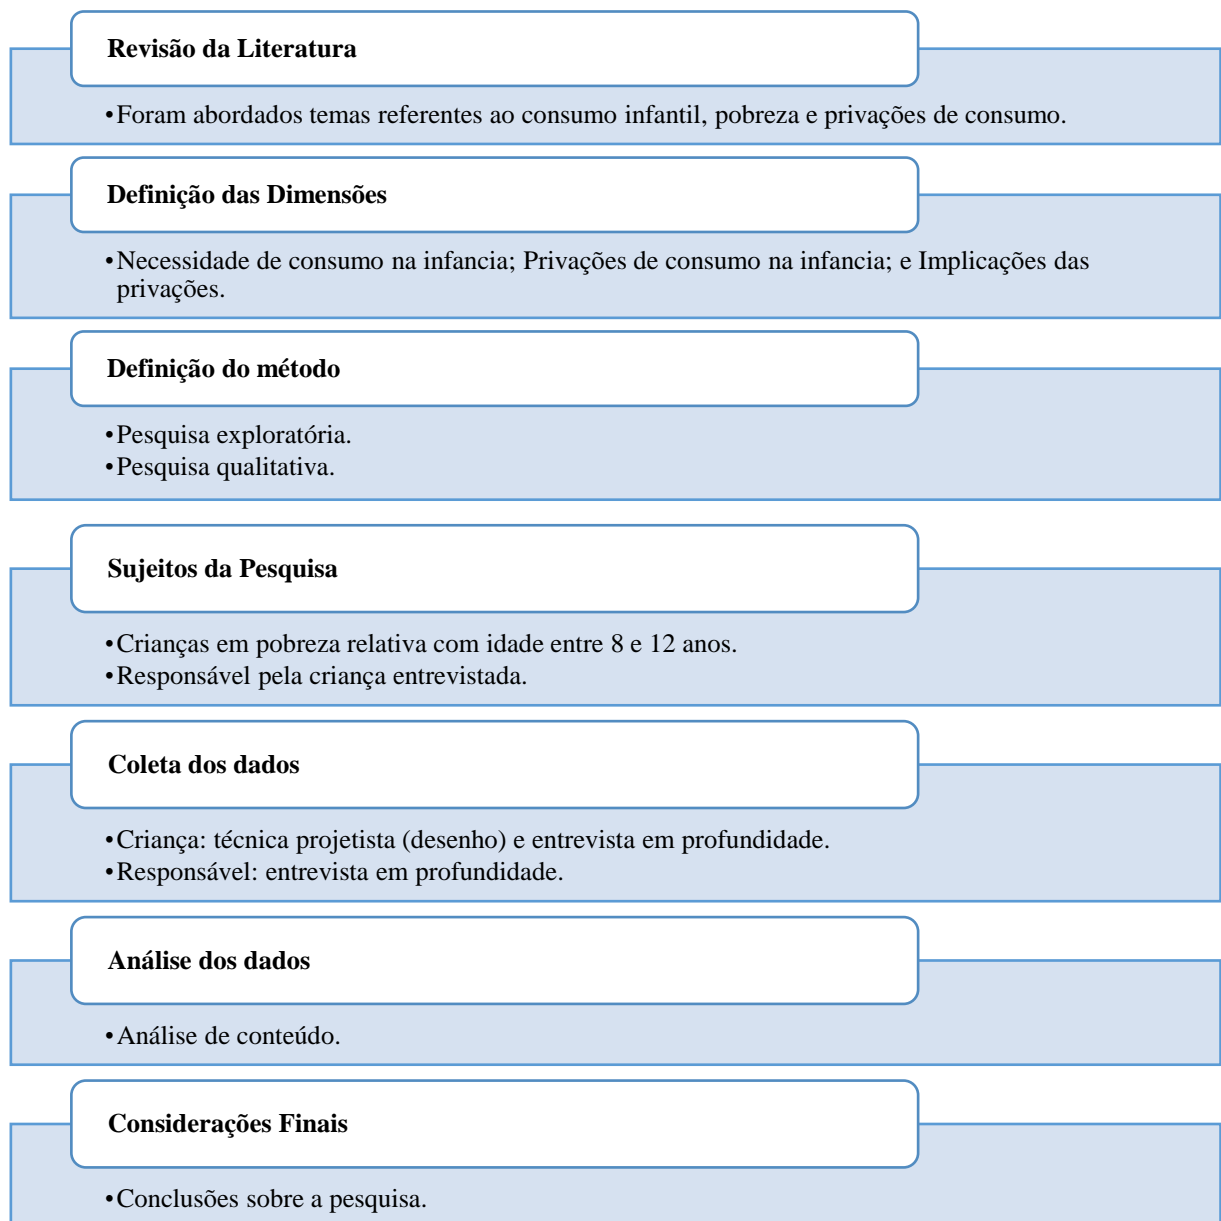 Revisão da Literatura
•Foram abordados temas referentes ao consumo infantil, pobreza e privações de consumo.
Definição das Dimensões
•Necessidade de consumo na infancia; Privações de consumo na infancia; e Implicações das
privações.
Definição do método
•Pesquisa exploratória.
•Pesquisa qualitativa.
Sujeitos da Pesquisa
•Crianças em pobreza relativa com idade entre 8 e 12 anos.
•Responsável pela criança entrevistada.
Coleta dos dados
•Criança: técnica projetista (desenho) e entrevista em profundidade.
•Responsável: entrevista em profundidade.
Análise dos dados
•Análise de conteúdo.
Considerações Finais
•Conclusões sobre a pesquisa.